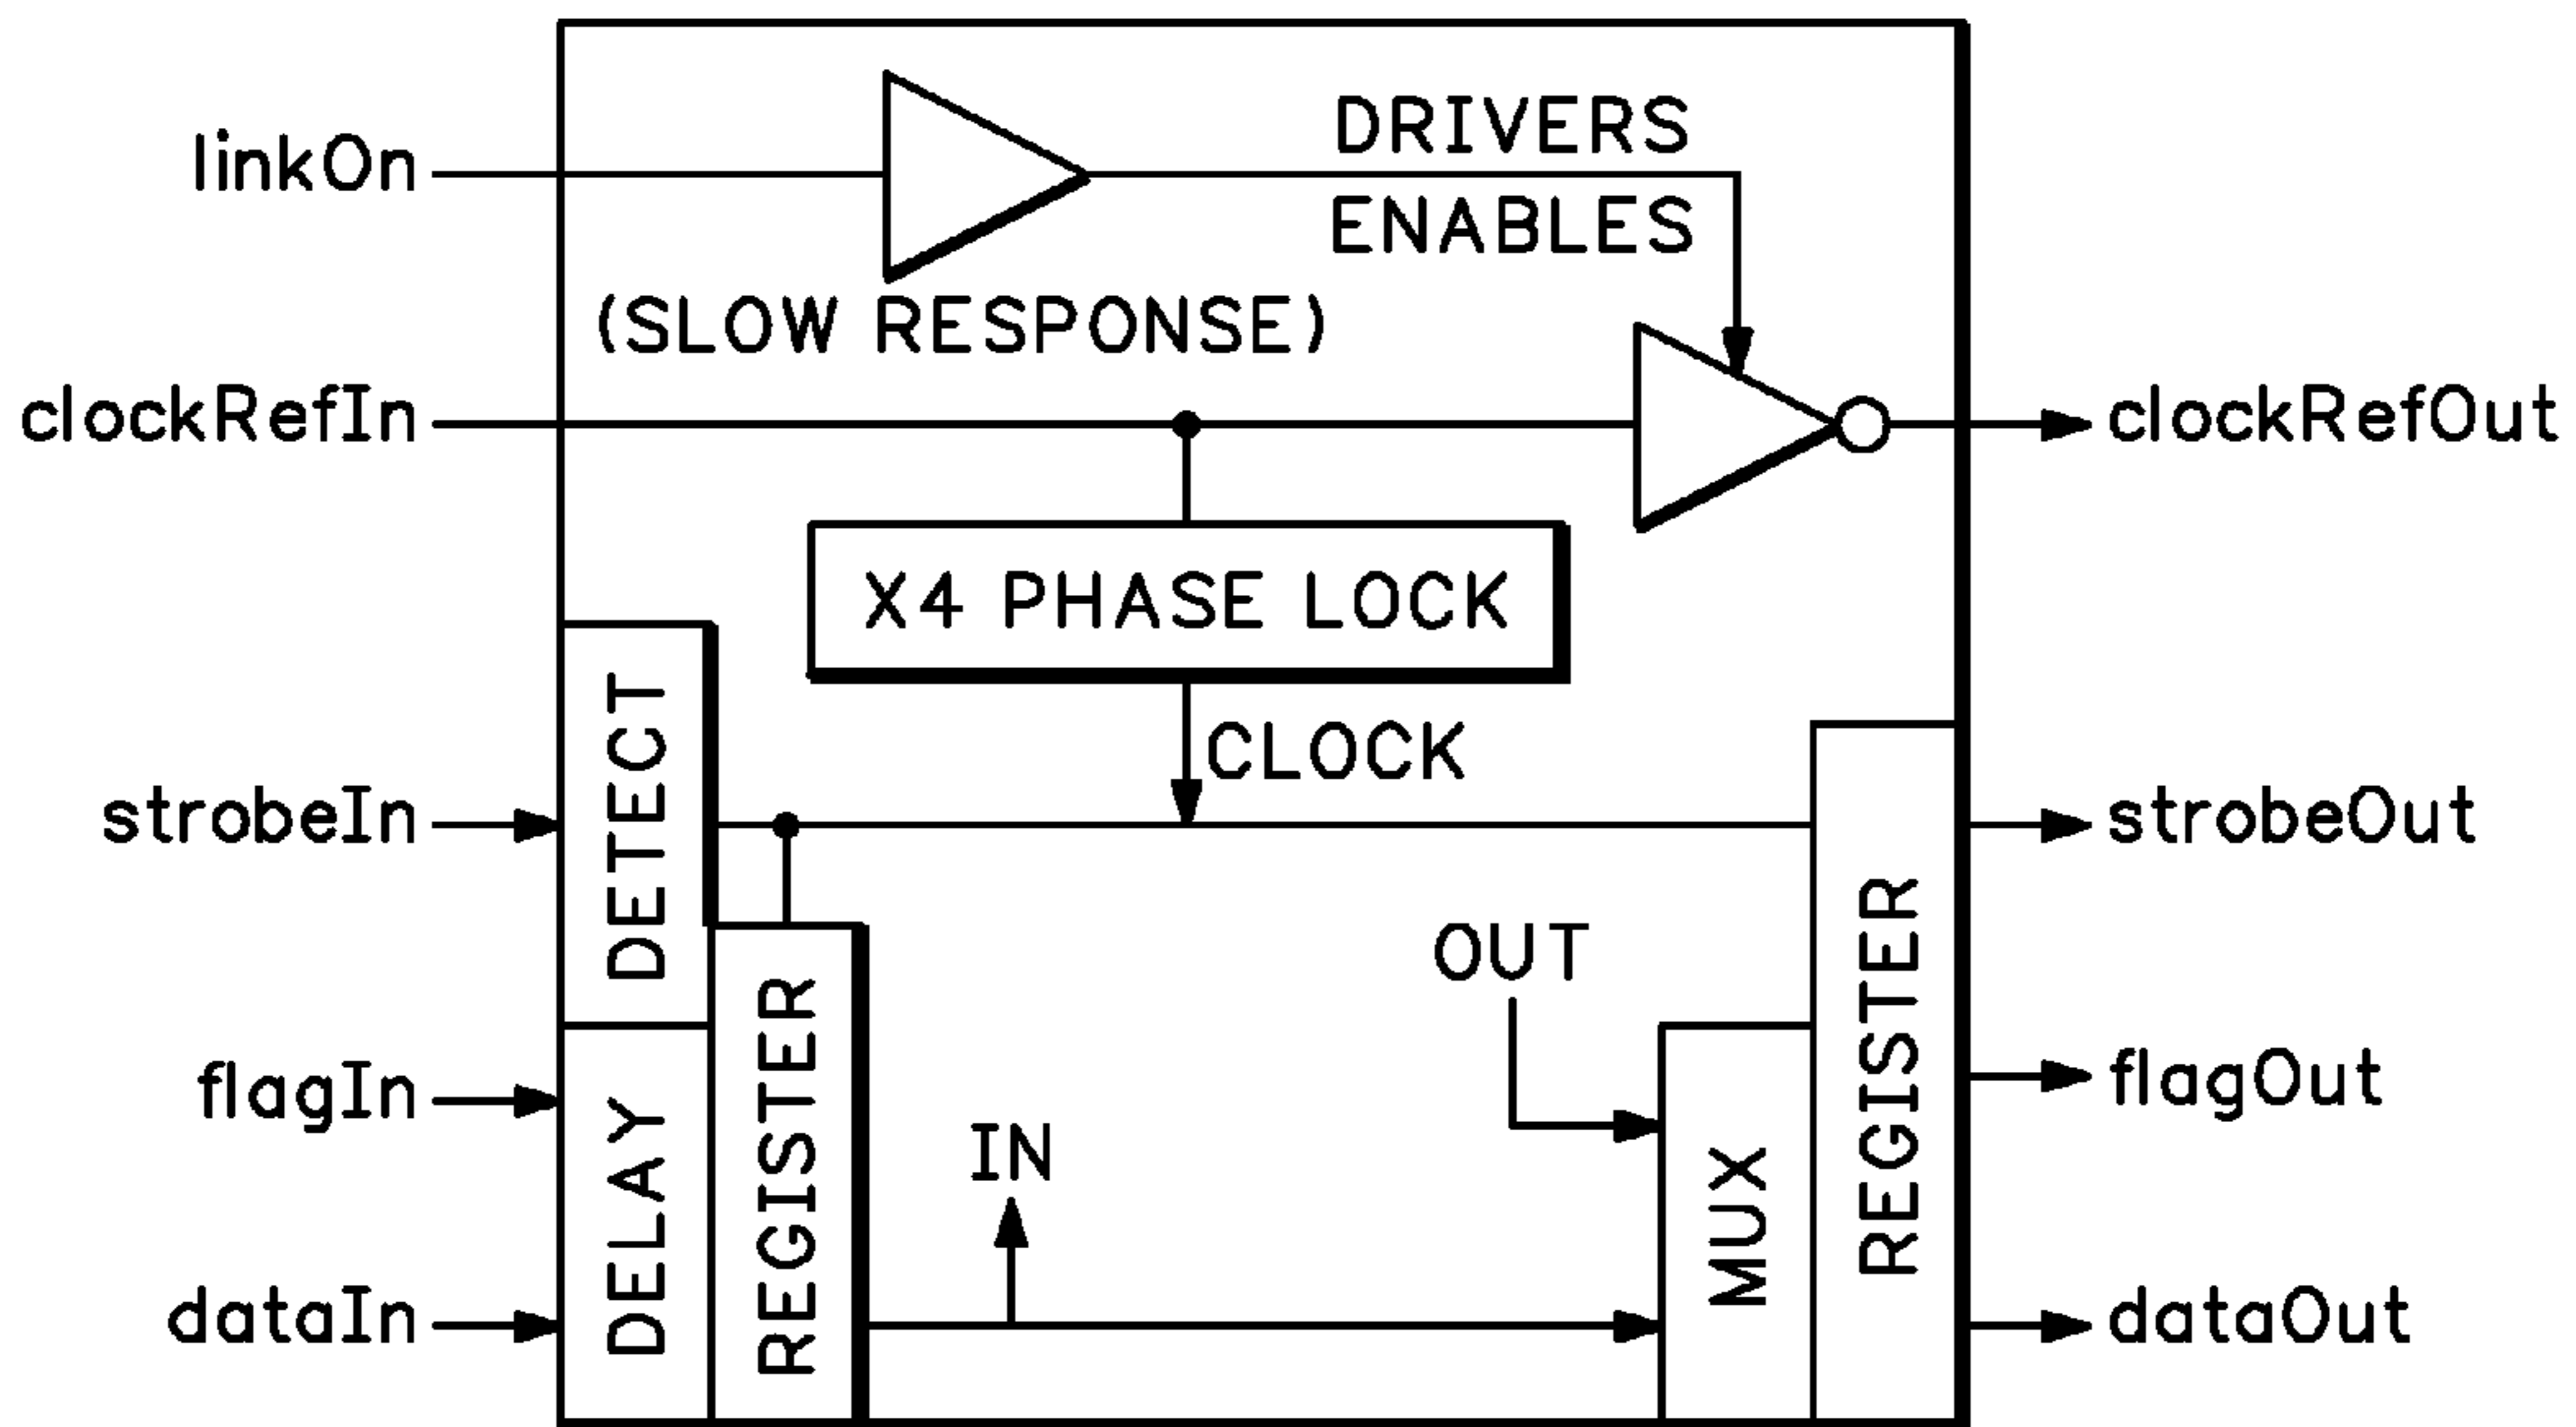 DRIVERS
linkOn
ENABLES
(SLOW RESPONSE)
clockRefIn
clockRefOut
X4 PHASE LOCK
DETECT
CLOCK
strobeIn
strobeOut
REGISTER
OUT
flagIn
flagOut
DELAY
REGISTER
IN
MUX
dataIn
dataOut